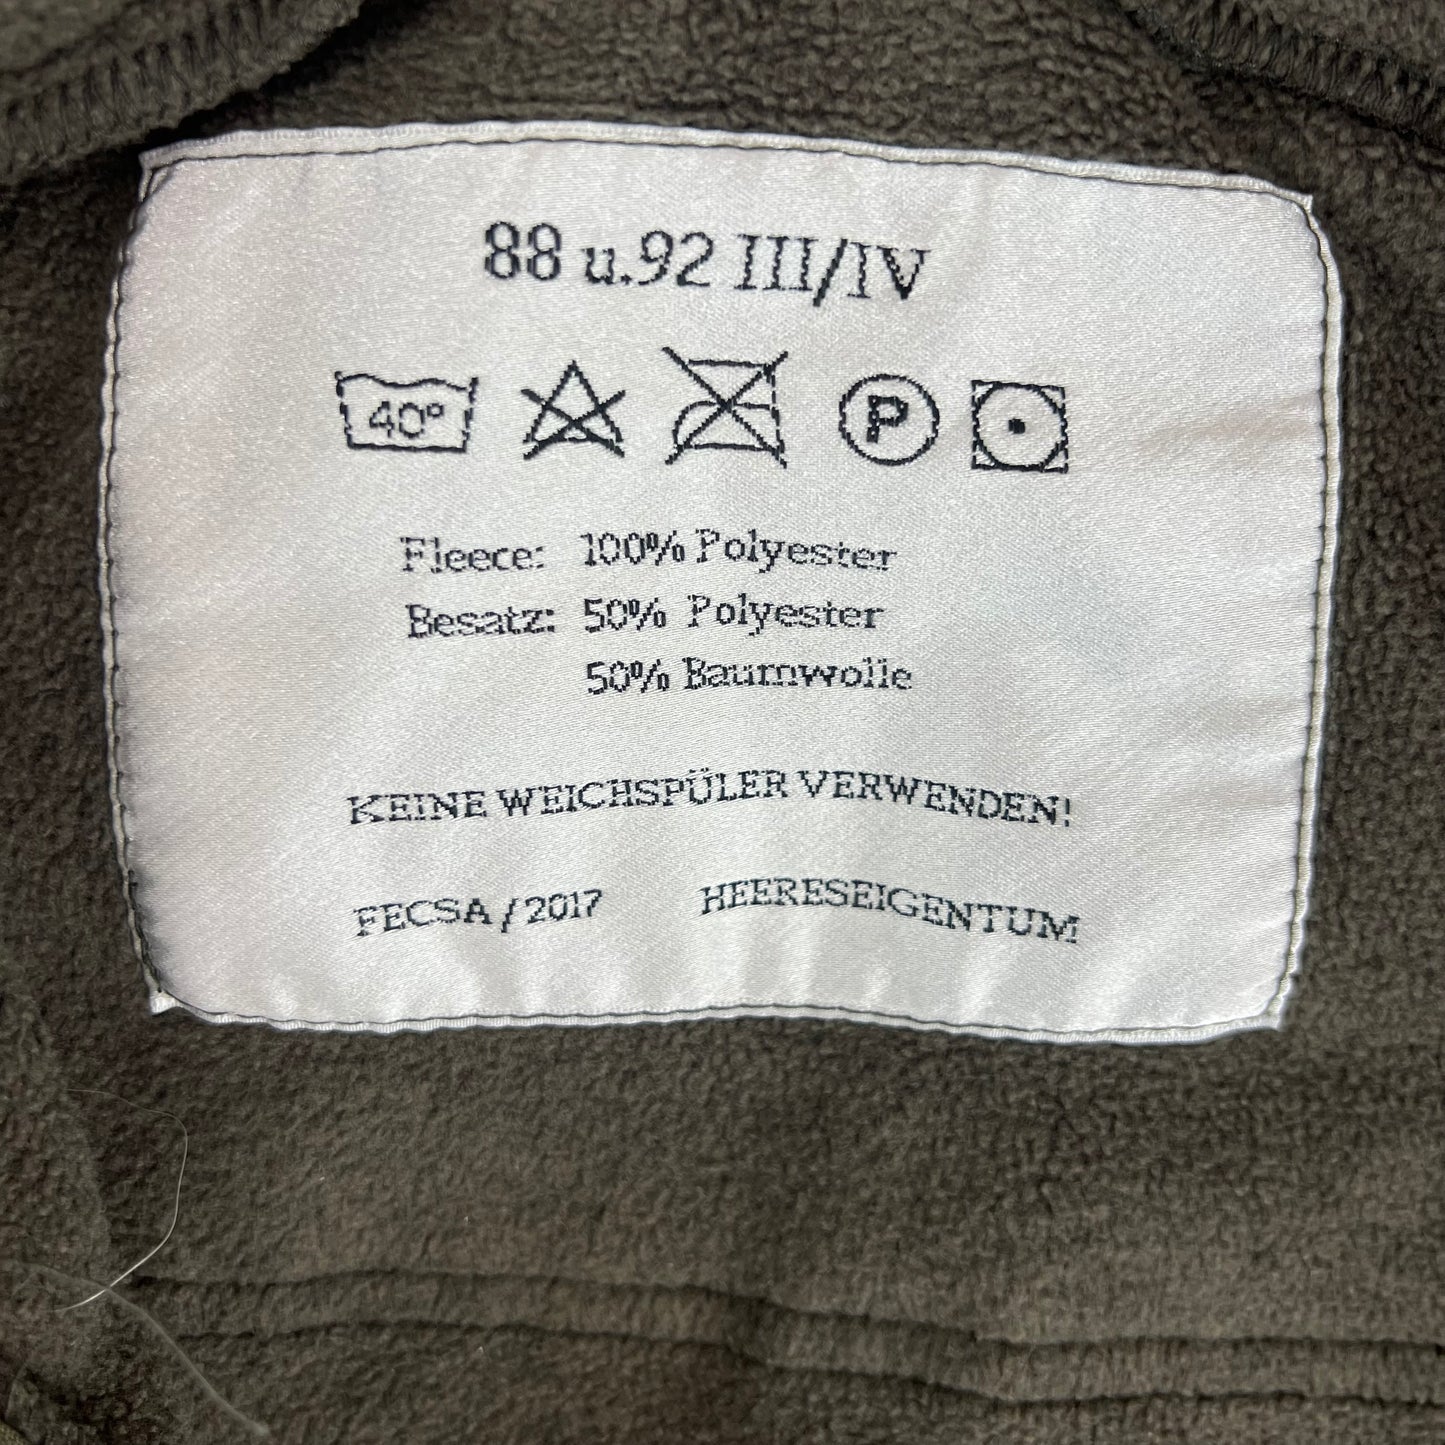 88 u.92 III/IV
40° P
Fleece: 100% Polyester
Besatz: 50% Polyester
50% Baumwolle
KEINE WEICHSPÜLER VERWENDEN!
FECSA / 2017 HEERESEIGENTUM